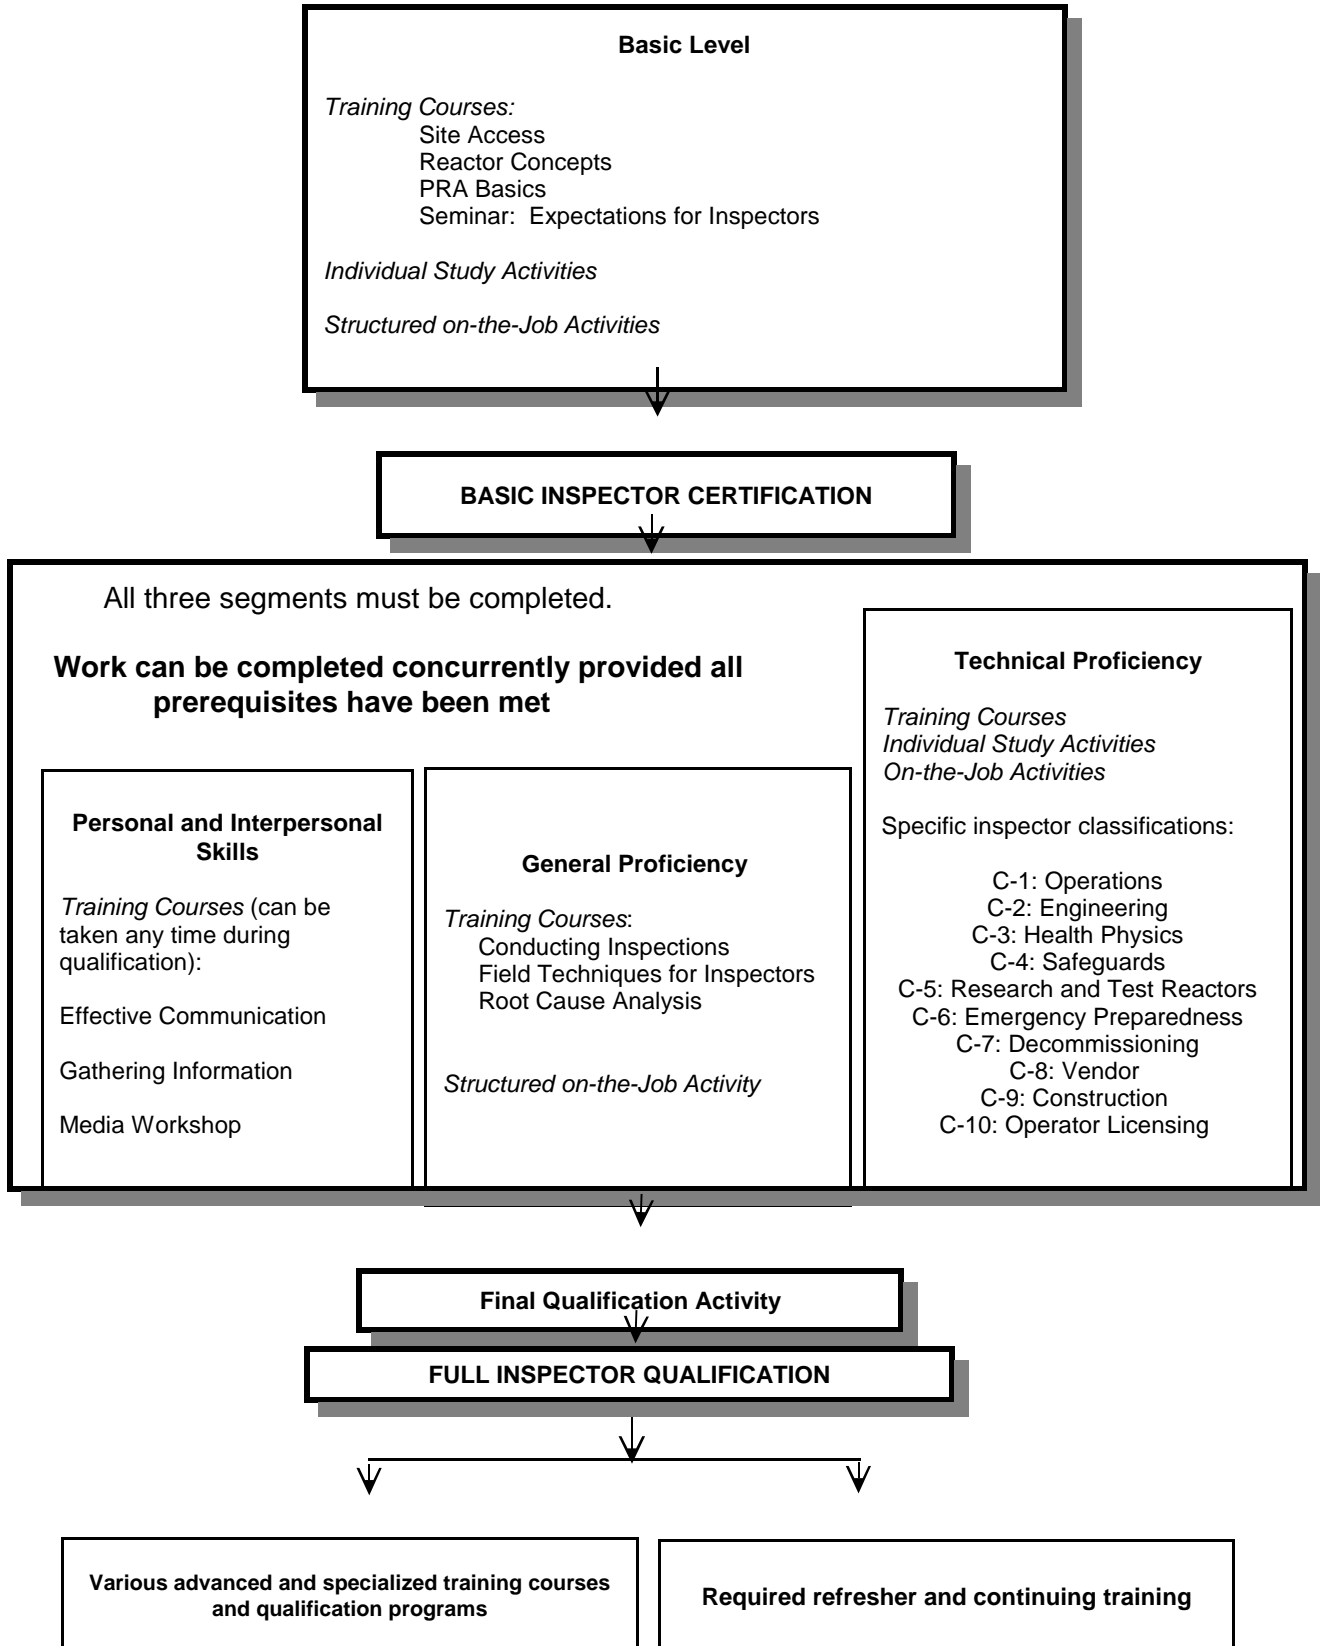 Basic Level
Training Courses:
Site Access
Reactor Concepts
PRA Basics
Seminar:  Expectations for Inspectors
Individual Study Activities
Structured on-the-Job Activities
BASIC INSPECTOR CERTIFICATION
All three segments must be completed.
Work can be completed concurrently provided all
prerequisites have been met
Personal and Interpersonal
Skills
Training Courses (can be
taken any time during
qualification):
Effective Communication
Gathering Information
Media Workshop
General Proficiency
Training Courses:
Conducting Inspections
Field Techniques for Inspectors
Root Cause Analysis
Structured on-the-Job Activity
Technical Proficiency
Training Courses
Individual Study Activities
On-the-Job Activities
Specific inspector classifications:
C-1: Operations
C-2: Engineering
C-3: Health Physics
C-4: Safeguards
C-5: Research and Test Reactors
C-6: Emergency Preparedness
C-7: Decommissioning
C-8: Vendor
C-9: Construction
C-10: Operator Licensing
Final Qualification Activity
FULL INSPECTOR QUALIFICATION
Various advanced and specialized training courses
and qualification programs
Required refresher and continuing training